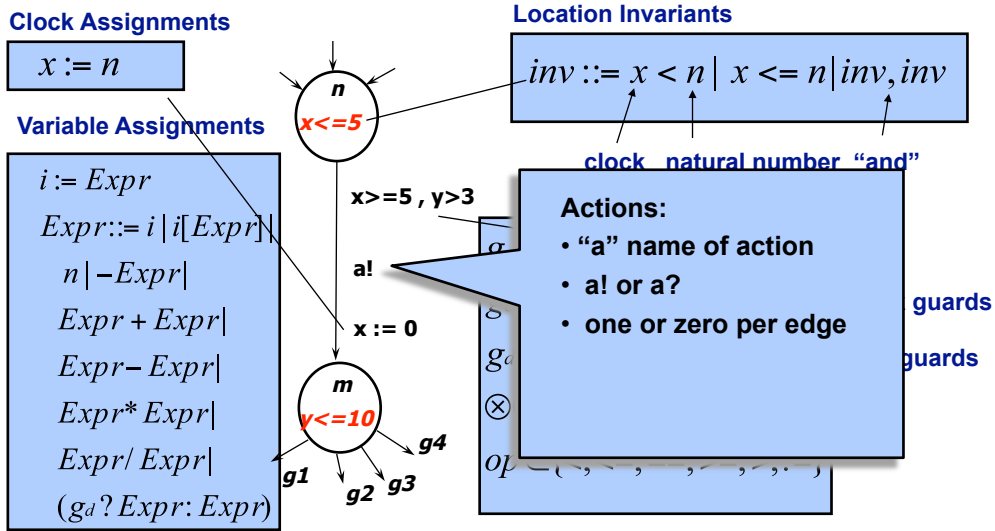 Clock Assignments
x := n
Variable Assignments
i := Expr
Expr::= i | i[Expr] |
n | −Expr|
Expr + Expr|
Expr− Expr|
Expr* Expr|
Expr/ Expr|
(gd ? Expr : Expr)
n
x<=5
x>=5 , y>3
a!
x := 0
m
y<=10
g1
g2
g3
g4
Location Invariants
inv ::= x < n | x <= n | inv, inv
clock natural number “and”
Actions:
• “a” name of action
• a! or a?
• one or zero per edge
guards
guards
⊗
op